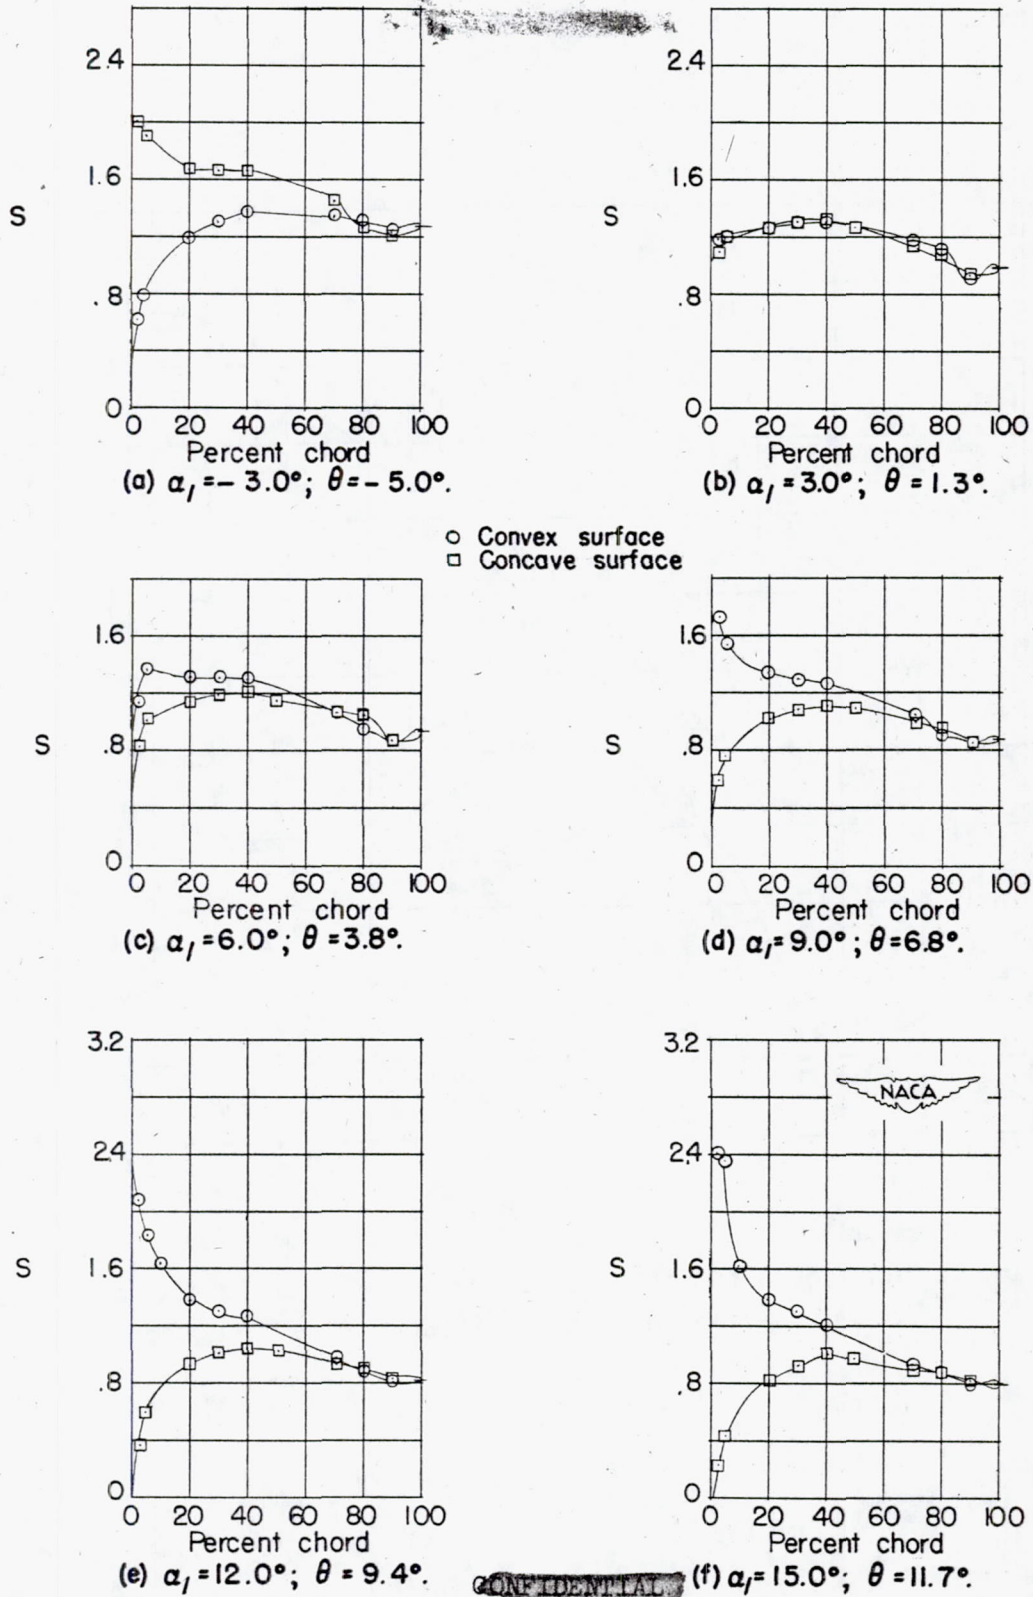 2.4
1.6
S
.8
0
0 20 40 60 80 100
Percent chord
(a) α₁ = - 3.0°; θ = - 5.0°.
2.4
1.6
S
.8
0
0 20 40 60 80 100
Percent chord
(b) α₁ = 3.0°; θ = 1.3°.
Convex surface
Concave surface
1.6
S
.8
0
0 20 40 60 80 100
Percent chord
(c) α₁ = 6.0°; θ = 3.8°.
1.6
S
.8
0
0 20 40 60 80 100
Percent chord
(d) α₁ = 9.0°; θ = 6.8°.
3.2
2.4
S
1.6
.8
0
0 20 40 60 80 100
Percent chord
(e) α₁ = 12.0°; θ = 9.4°.
3.2
NACA
2.4
S
1.6
.8
0
0 20 40 60 80 100
Percent chord
(f) α₁ = 15.0°; θ = 11.7°.
CONFIDENTIAL